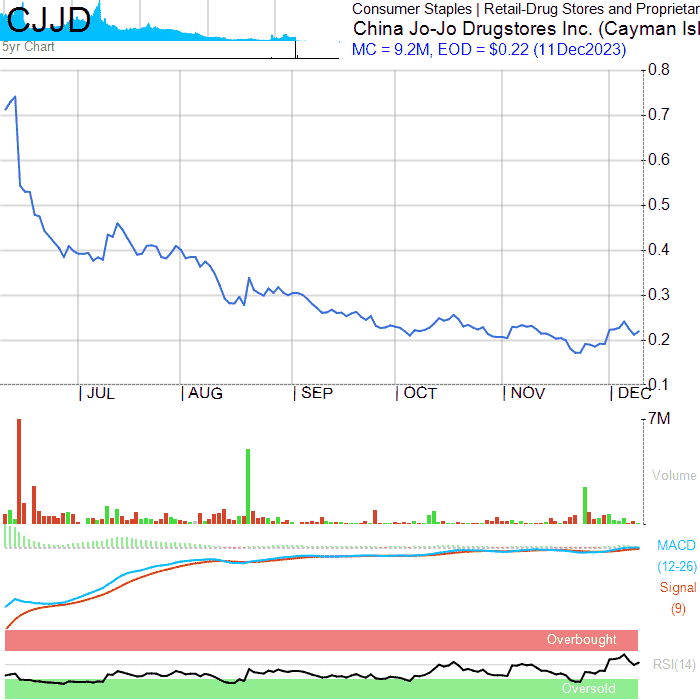 CJJD
5yr Chart
Consumer Staples | Retail-Drug Stores and Proprietar
China Jo-Jo Drugstores Inc. (Cayman Isl
MC = 9.2M, EOD = $0.22 (11Dec2023)
0.8
0.7
0.6
0.5
0.4
0.3
0.2
0.1
JUL AUG SEP OCT NOV DEC
7M
Volume
MACD
(12-26)
Signal
(9)
Overbought
RSI(14)
Oversold